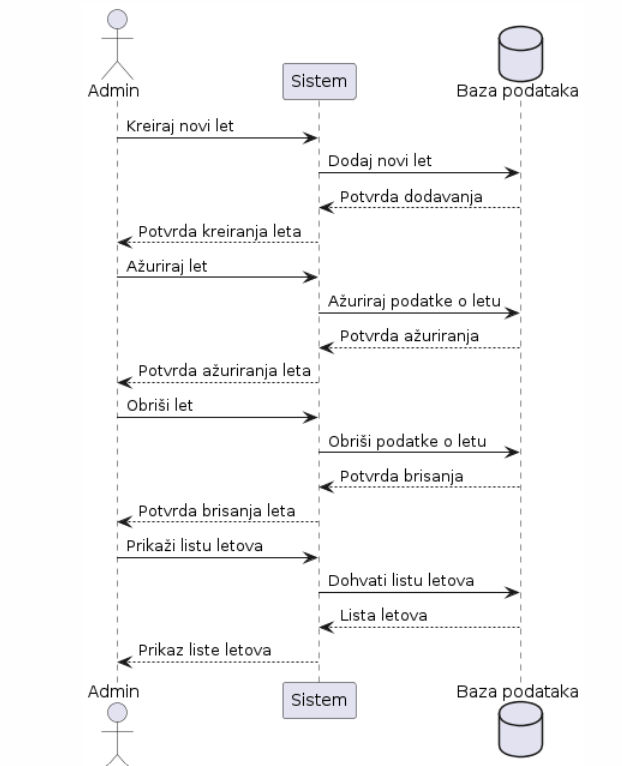 Admin
Sistem
Baza podataka
Kreiraj novi let
Dodaj novi let
Potvrda dodavanja
Potvrda kreiranja leta
Ažuriraj let
Ažuriraj podatke o letu
Potvrda ažuriranja
Potvrda ažuriranja leta
Obriši let
Obriši podatke o letu
Potvrda brisanja
Potvrda brisanja leta
Prikaži listu letova
Dohvati listu letova
Lista letova
Prikaz liste letova
Admin
Sistem
Baza podataka